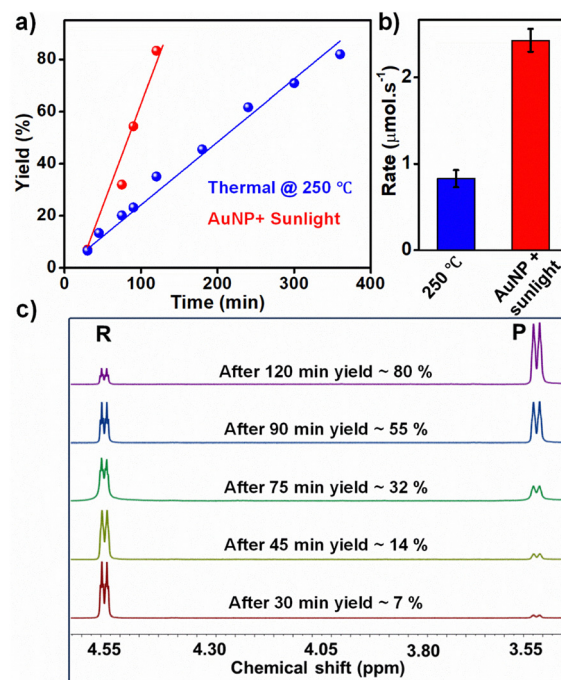 a)
80
60
40
20
0
Yield (%)
Thermal @ 250 ℃
AuNP+ Sunlight
0 100 200 300 400
Time (min)
b)
2
1
0
Rate (μmol.s⁻¹)
250 ℃
AuNP+
sunlight
c)
R
P
After 120 min yield ~ 80 %
After 90 min yield ~ 55 %
After 75 min yield ~ 32 %
After 45 min yield ~ 14 %
After 30 min yield ~ 7 %
4.55 4.30 4.05 3.80 3.55
Chemical shift (ppm)